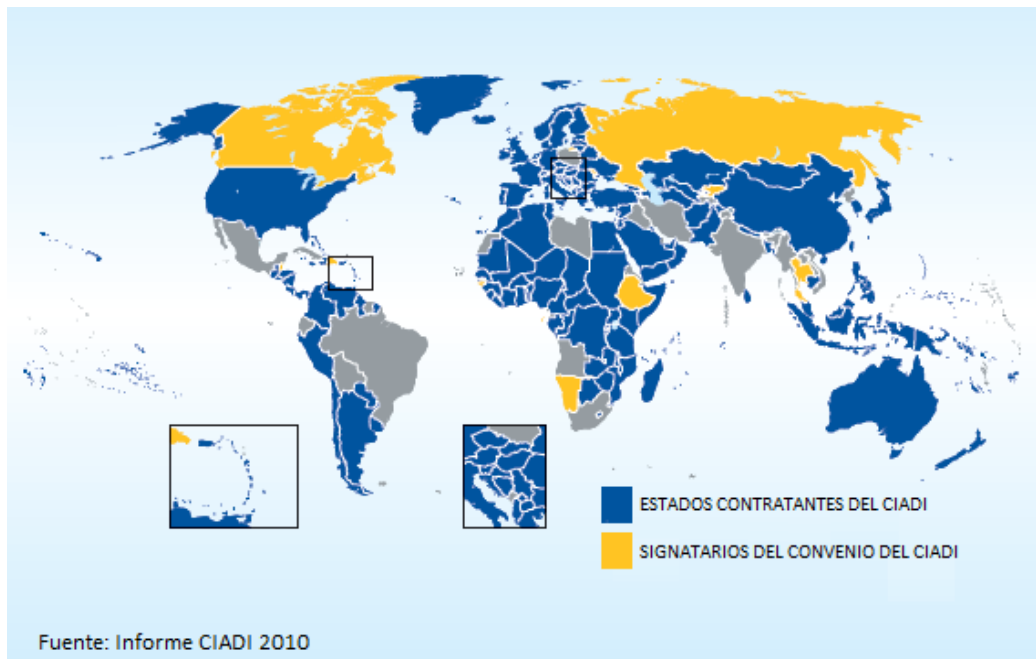 ESTADOS CONTRATANTES DEL CIADI
SIGNATARIOS DEL CONVENIO DEL CIADI
Fuente: Informe CIADI 2010